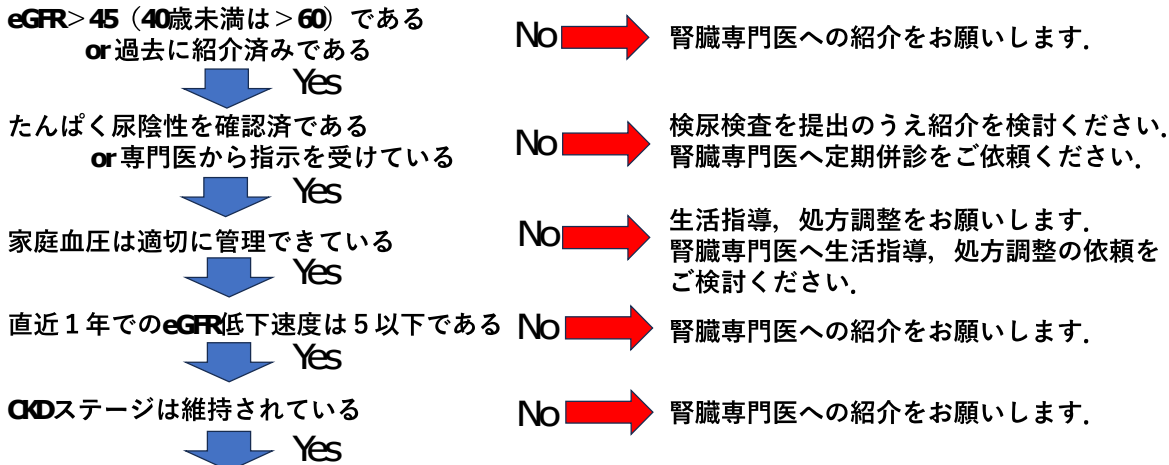 eGFR＞45（40歳未満は＞60）である
or過去に紹介済みである
No
腎臓専門医への紹介をお願いします．
Yes
たんぱく尿陰性を確認済である
or専門医から指示を受けている
No
検尿検査を提出のうえ紹介を検討ください．
腎臓専門医へ定期併診をご依頼ください．
Yes
家庭血圧は適切に管理できている
No
生活指導，処方調整をお願いします．
腎臓専門医へ生活指導，処方調整の依頼を
ご検討ください．
Yes
直近１年でのeGFR低下速度は５以下である
No
腎臓専門医への紹介をお願いします．
Yes
CKDステージは維持されている
No
腎臓専門医への紹介をお願いします．
Yes